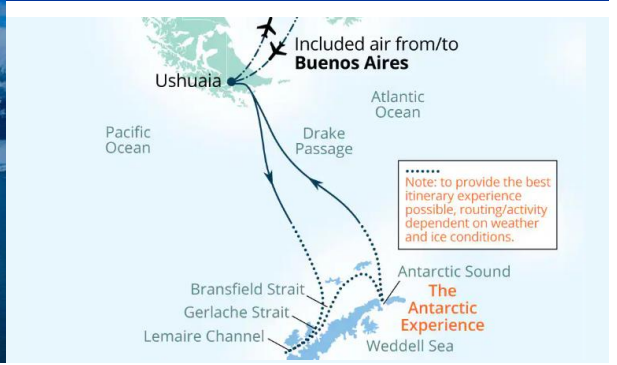 Included air from/to
Buenos Aires
Ushuaia
Atlantic
Ocean
Pacific
Ocean
Drake
Passage
Note: to provide the best
itinerary experience
possible, routing/activity
dependent on weather
and ice conditions.
Antarctic Sound
Bransfield Strait
The
Antarctic
Experience
Gerlache Strait
Lemaire Channel
Weddell Sea